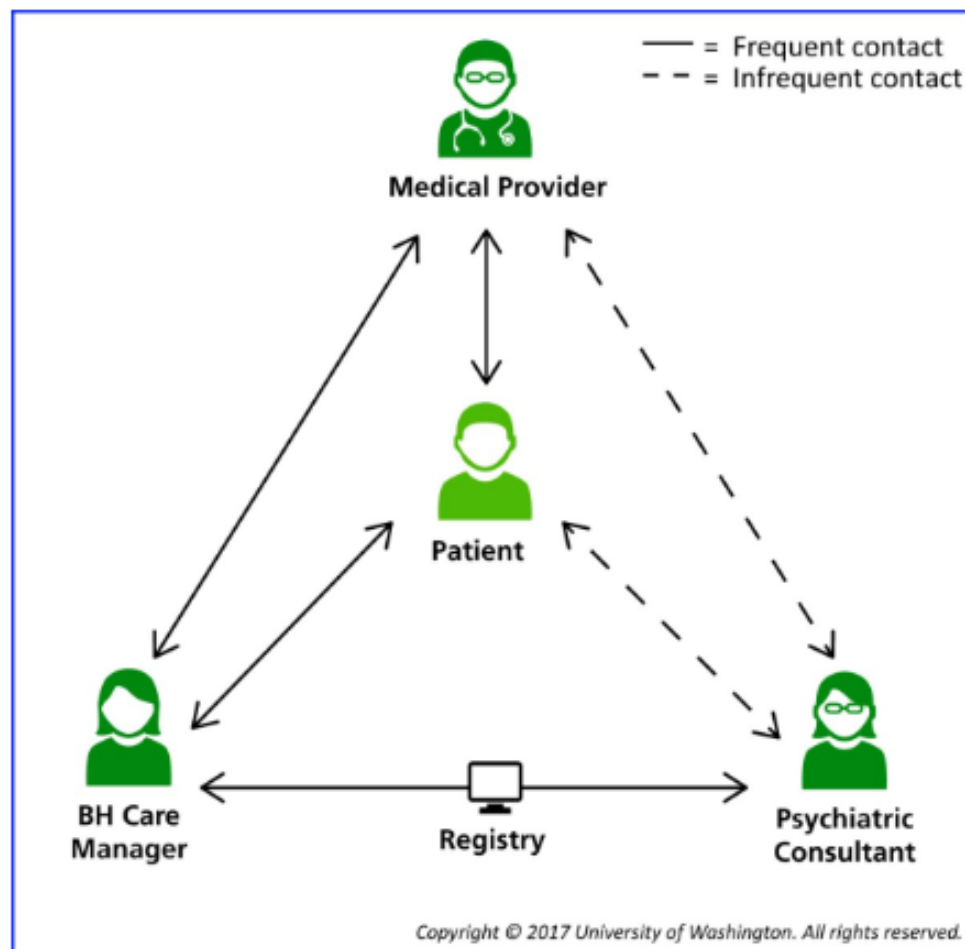 = Frequent contact
= Infrequent contact
Medical Provider
Patient
BH Care
Manager
Registry
Psychiatric
Consultant
Copyright © 2017 University of Washington. All rights reserved.